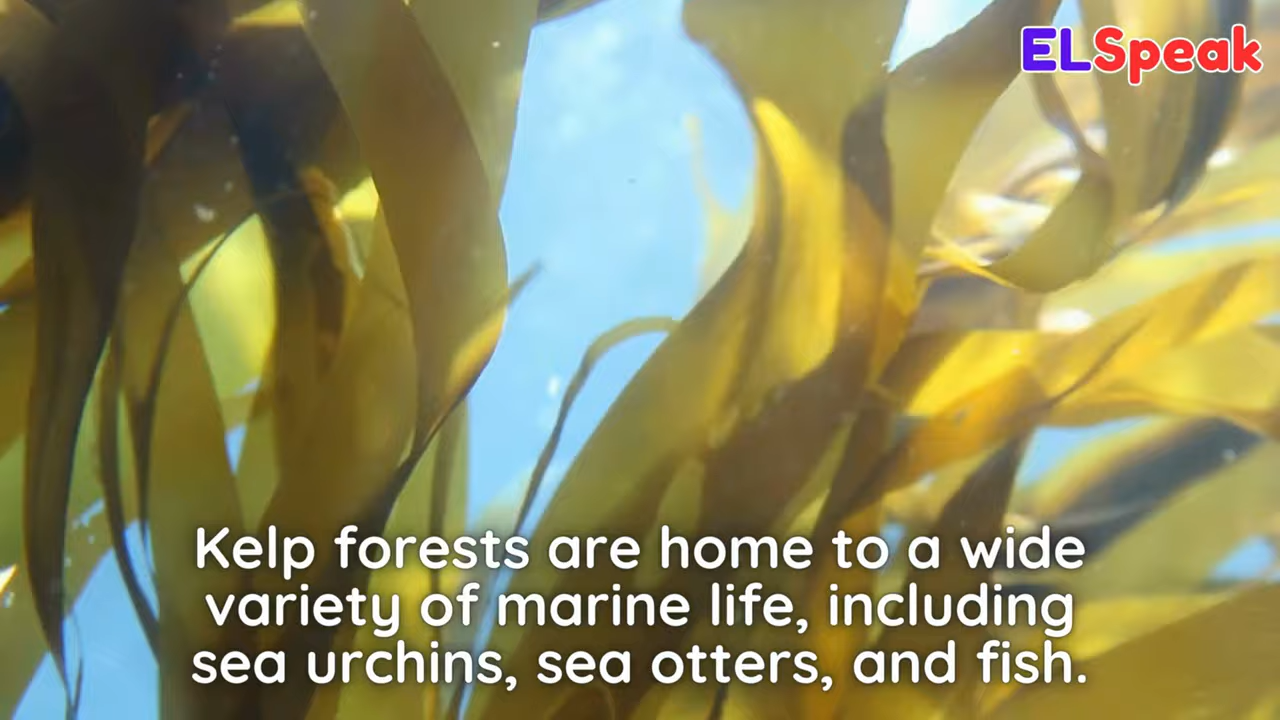 ELSpeak
Kelp forests are home to a wide
variety of marine life, including
sea urchins, sea otters, and fish.